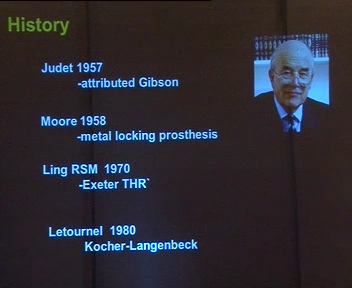 History
Judet 1957
-attributed Gibson
Moore 1958
-metal locking prosthesis
Ling RSM 1970
-Exeter THR`
Letournel 1980
Kocher-Langenbeck